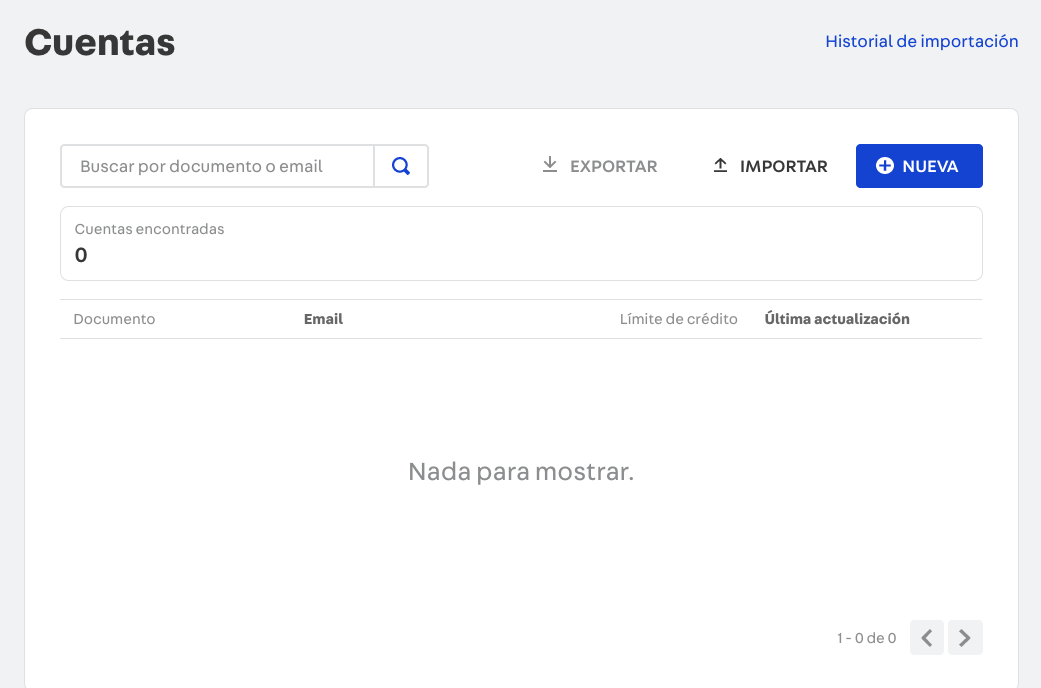 Cuentas
Historial de importación
Buscar por documento o email
EXPORTAR
IMPORTAR
NUEVA
Cuentas encontradas
0
Documento Email Límite de crédito Última actualización
Nada para mostrar.
1 - 0 de 0